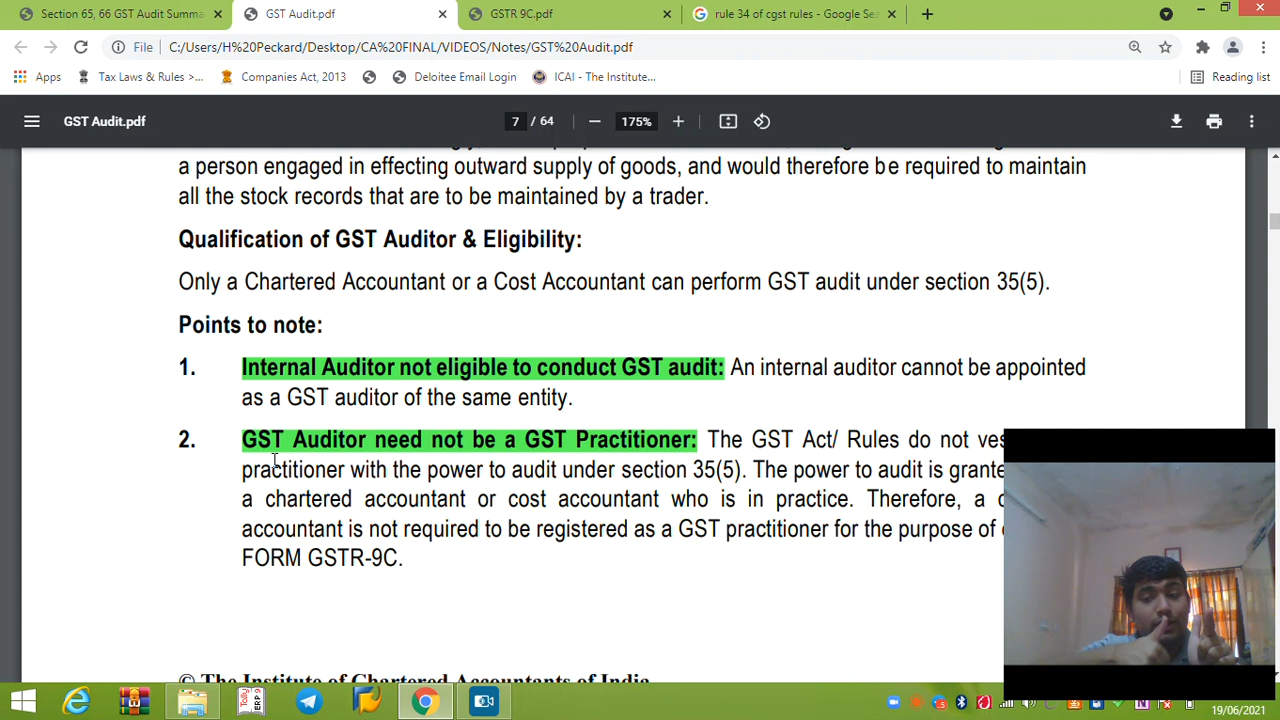 Section 65, 66 GST Audit Summa
GST Audit.pdf
GSTR 9C.pdf
rule 34 of cgst rules - Google Sea
File
C:/Users/H%20Peckard/Desktop/CA%20FINAL/VIDEOS/Notes/GST%20Audit.pdf
Apps
Tax Laws & Rules >...
Companies Act, 2013
Deloitee Email Login
ICAI - The Institute...
Reading list
GST Audit.pdf
7 / 64
175%
a person engaged in effecting outward supply of goods, and would therefore be required to maintain
all the stock records that are to be maintained by a trader.
Qualification of GST Auditor & Eligibility:
Only a Chartered Accountant or a Cost Accountant can perform GST audit under section 35(5).
Points to note:
1. Internal Auditor not eligible to conduct GST audit: An internal auditor cannot be appointed
as a GST auditor of the same entity.
2. GST Auditor need not be a GST Practitioner: The GST Act/ Rules do not ves
practitioner with the power to audit under section 35(5). The power to audit is grante
a chartered accountant or cost accountant who is in practice. Therefore, a c
accountant is not required to be registered as a GST practitioner for the purpose of
FORM GSTR-9C.
© The Institute of Chartered Accountants of India
19/06/2021